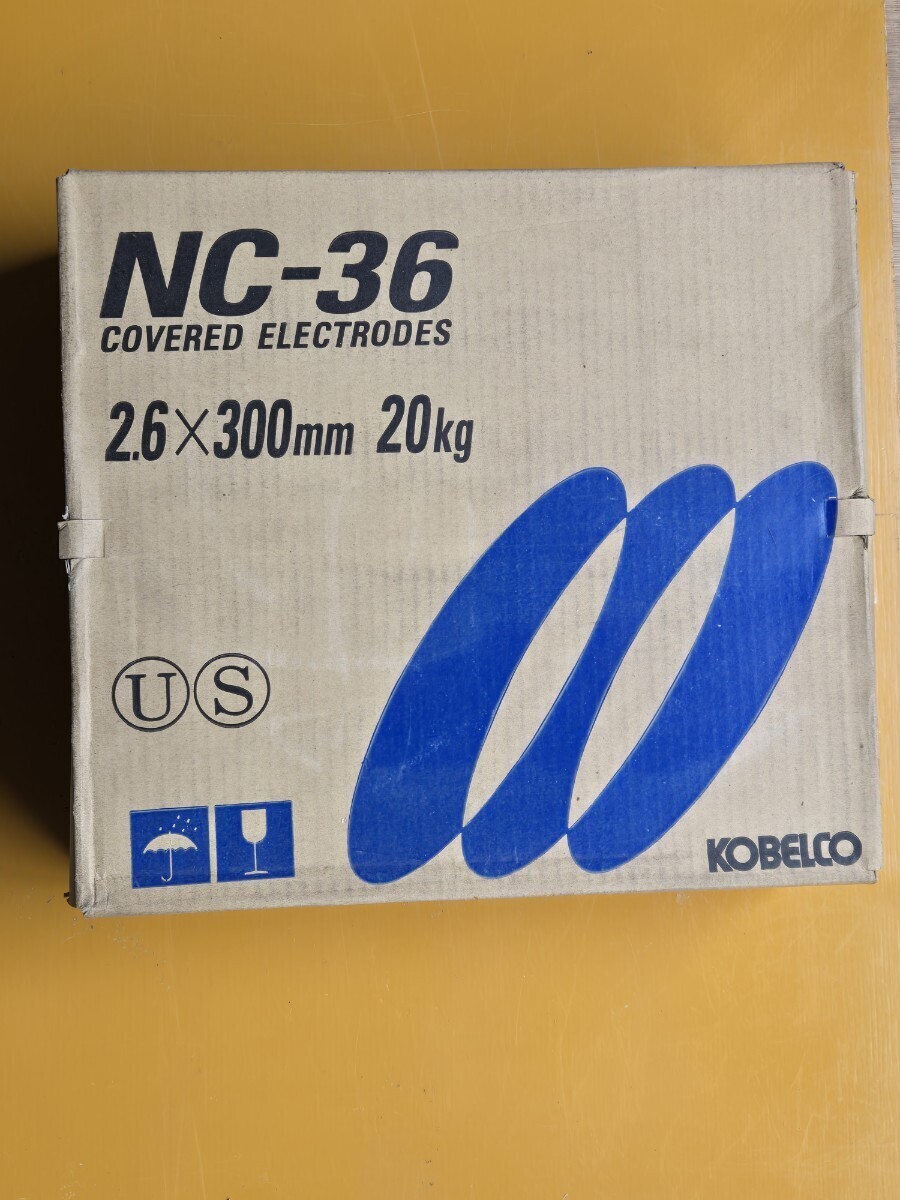 NC-36
COVERED ELECTRODES
2.6×300mm 20kg
U S
KOBELCO